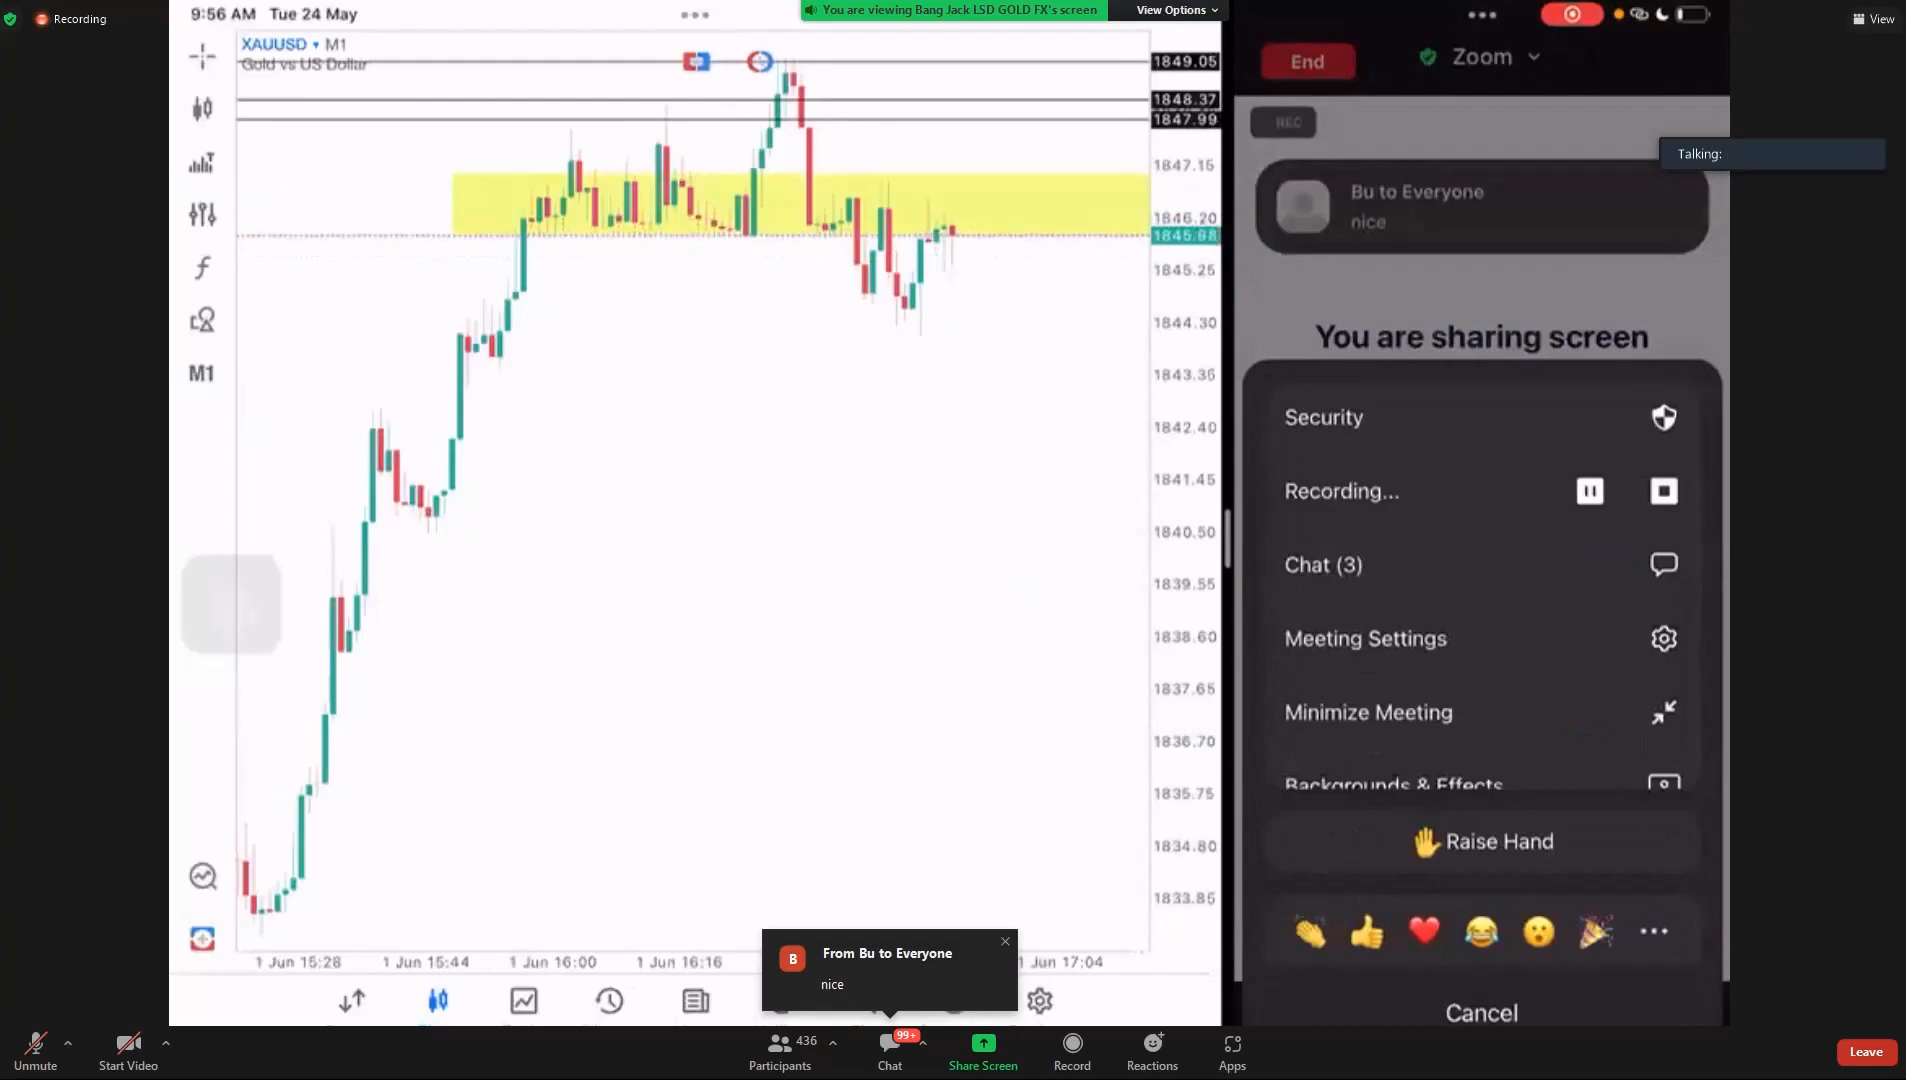 Recording
9:56 AM Tue 24 May
You are viewing Bang Jack LSD GOLD FX's screen
View Options
View
XAUUSD M1
Gold vs US Dollar
M1
1849.05
1848.37
1847.99
1847.15
1846.20
1845.88
1845.25
1844.30
1843.35
1842.40
1841.45
1840.50
1839.55
1838.60
1837.65
1836.70
1835.75
1834.80
1833.85
1 Jun 15:28
1 Jun 15:44
1 Jun 16:00
1 Jun 16:16
1 Jun 17:04
End
Zoom
REC
Talking:
Bu to Everyone
nice
You are sharing screen
Security
Recording...
Chat (3)
Meeting Settings
Minimize Meeting
Backgrounds & Effects
Raise Hand
Cancel
B
From Bu to Everyone
nice
Unmute
Start Video
436
Participants
99+
Chat
Share Screen
Record
Reactions
Apps
Leave